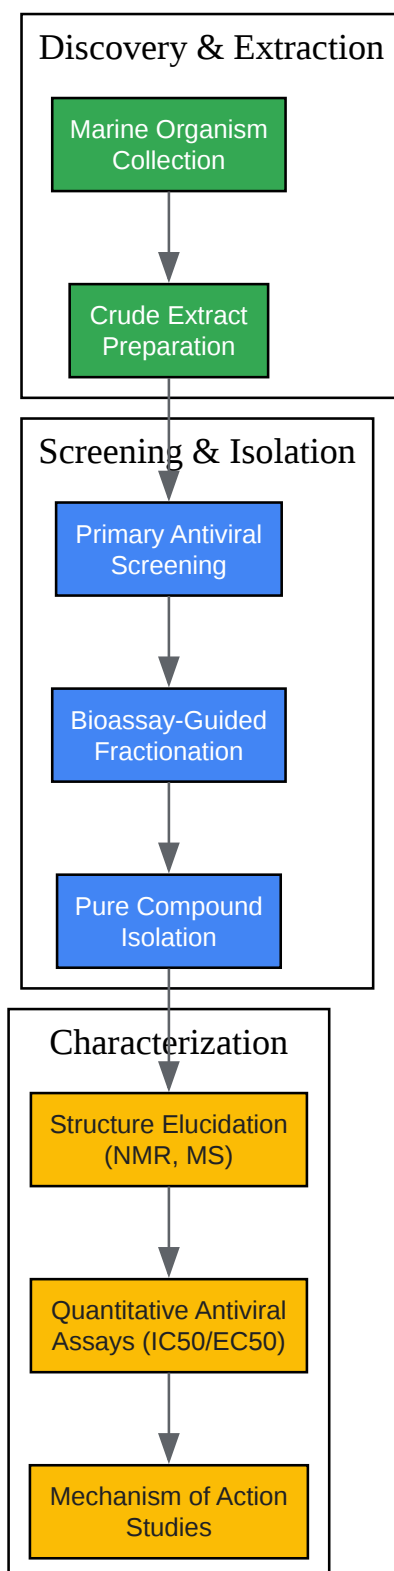 Discovery & Extraction
Marine Organism
Collection
Crude Extract
Preparation
Screening & Isolation
Primary Antiviral
Screening
Bioassay-Guided
Fractionation
Pure Compound
Isolation
Characterization
Structure Elucidation
(NMR, MS)
Quantitative Antiviral
Assays (IC50/EC50)
Mechanism of Action
Studies